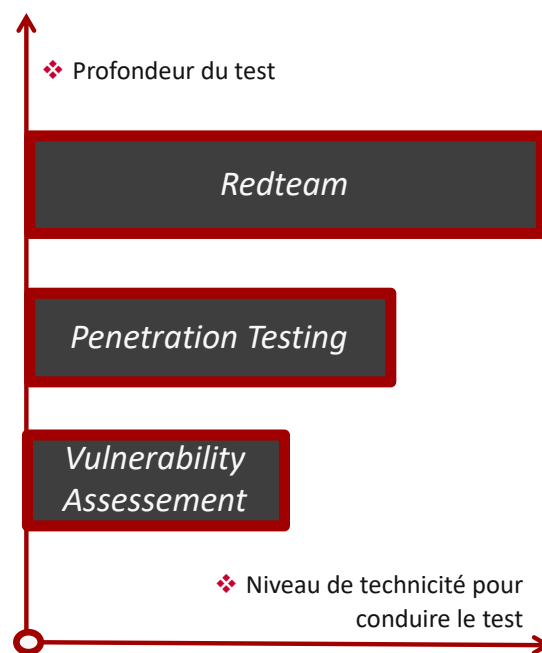 ❖ Profondeur du test
Redteam
Penetration Testing
Vulnerability
Assessement
❖ Niveau de technicité pour
conduire le test